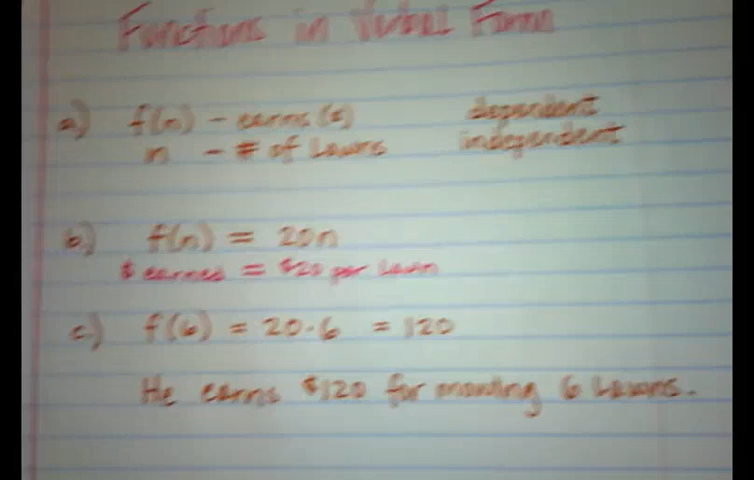 Functions in Verbal Form
a.) f(n) - earns ($) dependent
n - # of Lawns independent
b.) f(n) = 20n
$ earned = $20 per Lawn
c.) f(6) = 20·6 = 120
He earns $120 for mowing 6 Lawns.